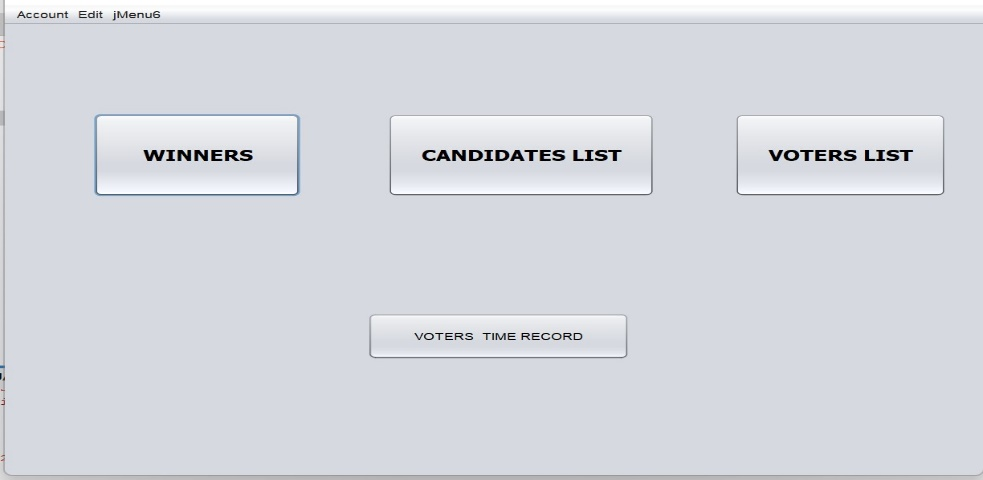 Account Edit jMenu6
WINNERS
CANDIDATES LIST
VOTERS LIST
VOTERS TIME RECORD